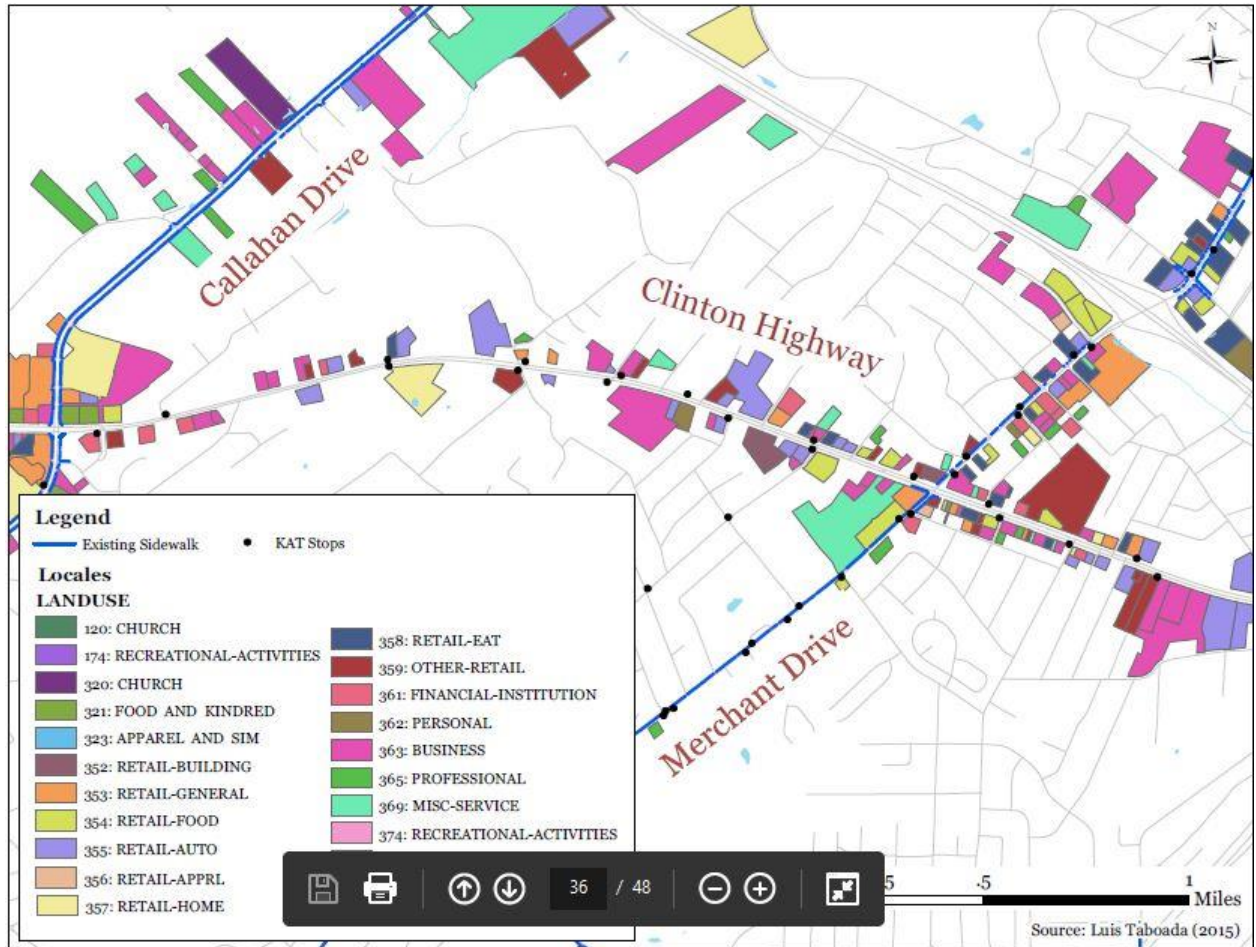 N
Callahan Drive
Clinton Highway
Merchant Drive
Legend
Existing Sidewalk
KAT Stops
Locales
LANDUSE
120: CHURCH
174: RECREATIONAL-ACTIVITIES
320: CHURCH
321: FOOD AND KINDRED
323: APPAREL AND SIM
352: RETAIL-BUILDING
353: RETAIL-GENERAL
354: RETAIL-FOOD
355: RETAIL-AUTO
356: RETAIL-APPRL
357: RETAIL-HOME
358: RETAIL-EAT
359: OTHER-RETAIL
361: FINANCIAL-INSTITUTION
362: PERSONAL
363: BUSINESS
365: PROFESSIONAL
369: MISC-SERVICE
374: RECREATIONAL-ACTIVITIES
36 / 48
5 .5 1
Miles
Source: Luis Taboada (2015)